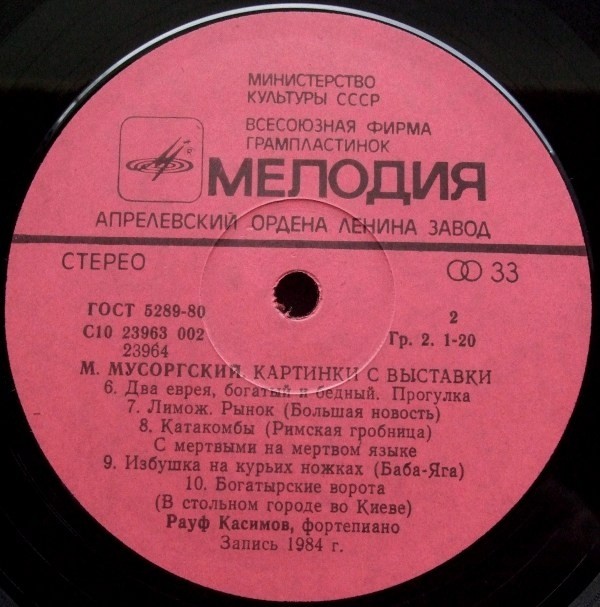 МИНИСТЕРСТВО
КУЛЬТУРЫ СССР
ВСЕСОЮЗНАЯ ФИРМА
ГРАМПЛАСТИНОК
МЕЛОДИЯ
АПРЕЛЕВСКИЙ ОРДЕНА ЛЕНИНА ЗАВОД
СТЕРЕО 33
ГОСТ 5289-80
2
С10 23963 002
Гр. 2. 1-20
23964
М. МУСОРГСКИЙ. КАРТИНКИ С ВЫСТАВКИ
6. Два еврея, богатый и бедный. Прогулка
7. Лимож. Рынок (Большая новость)
8. Катакомбы (Римская гробница)
С мертвыми на мертвом языке
9. Избушка на курьих ножках (Баба-Яга)
10. Богатырские ворота
(В стольном городе во Киеве)
Рауф Касимов, фортепиано
Запись 1984 г.